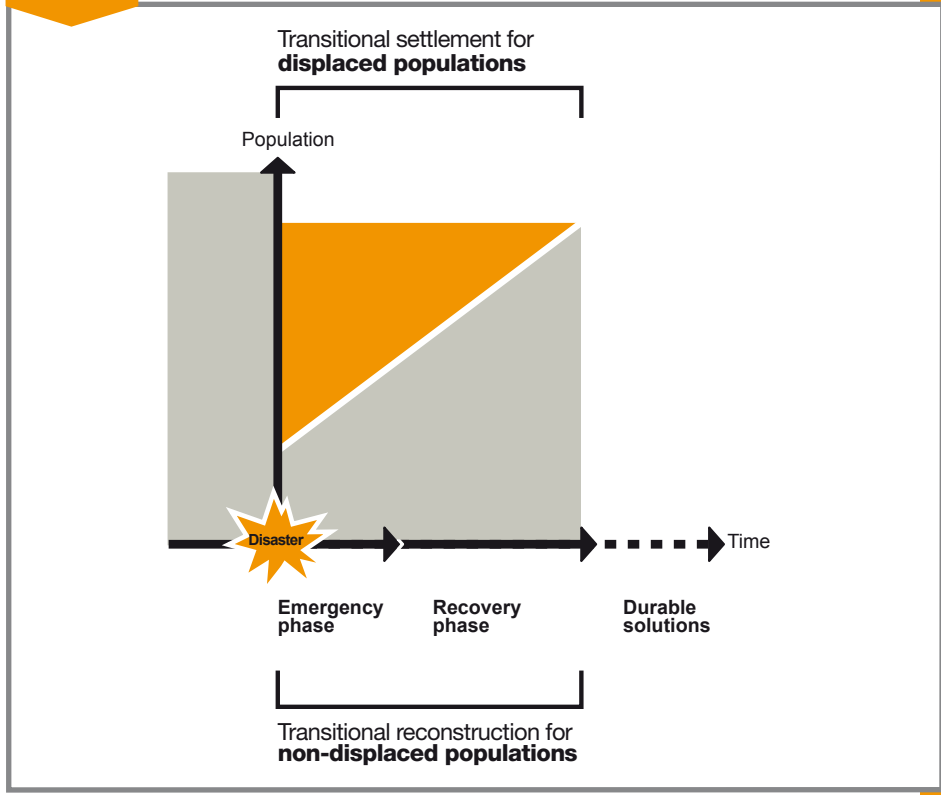 Transitional settlement for
displaced populations
Population
Disaster
Time
Emergency
phase
Recovery
phase
Durable
solutions
Transitional reconstruction for
non-displaced populations